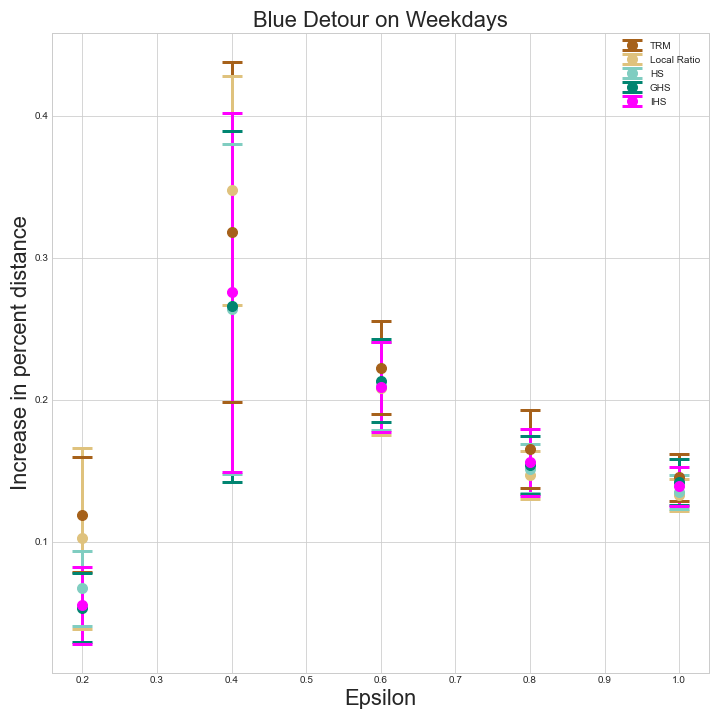 Blue Detour on Weekdays
TRM
Local Ratio
HS
GHS
IHS
0.4
0.3
0.2
0.1
Increase in percent distance
0.2 0.3 0.4 0.5 0.6 0.7 0.8 0.9 1.0
Epsilon